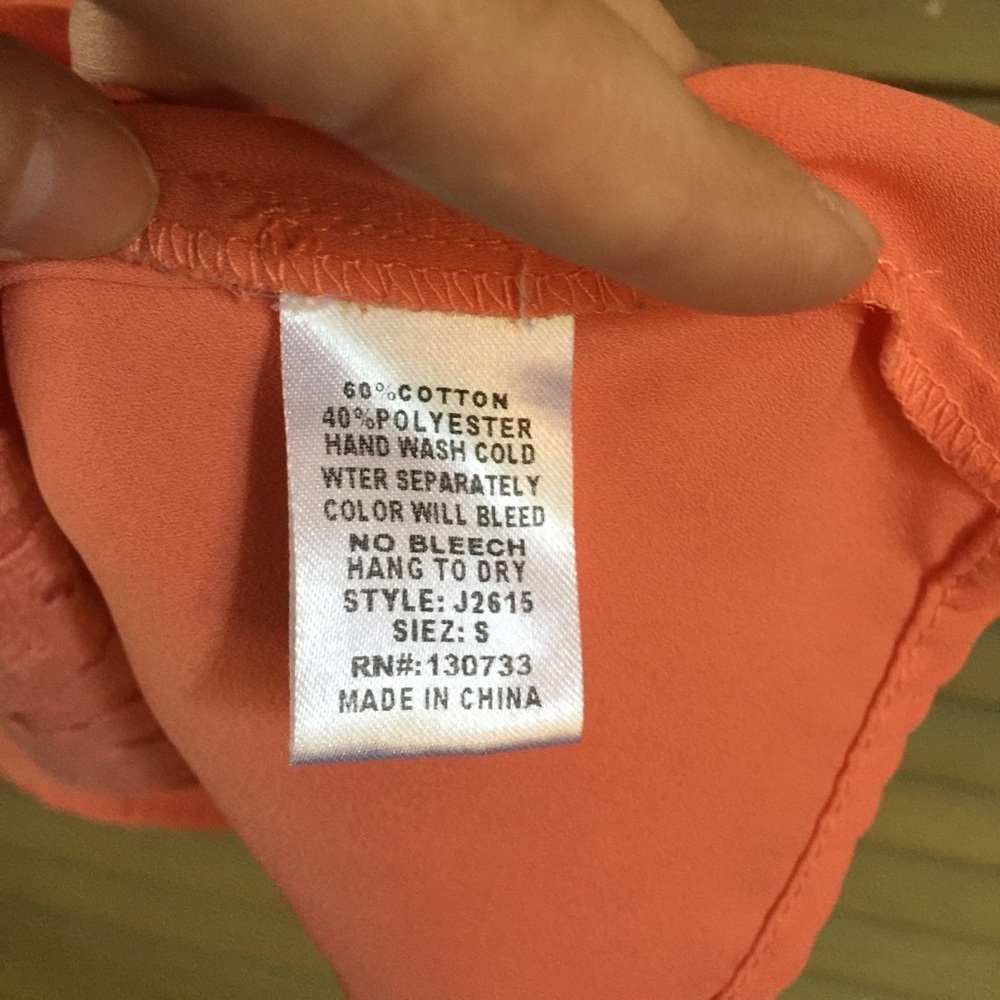 60%COTTON
40%POLYESTER
HAND WASH COLD
WTER SEPARATELY
COLOR WILL BLEED
NO BLEECH
HANG TO DRY
STYLE: J2615
SIEZ: S
RN#: 130733
MADE IN CHINA